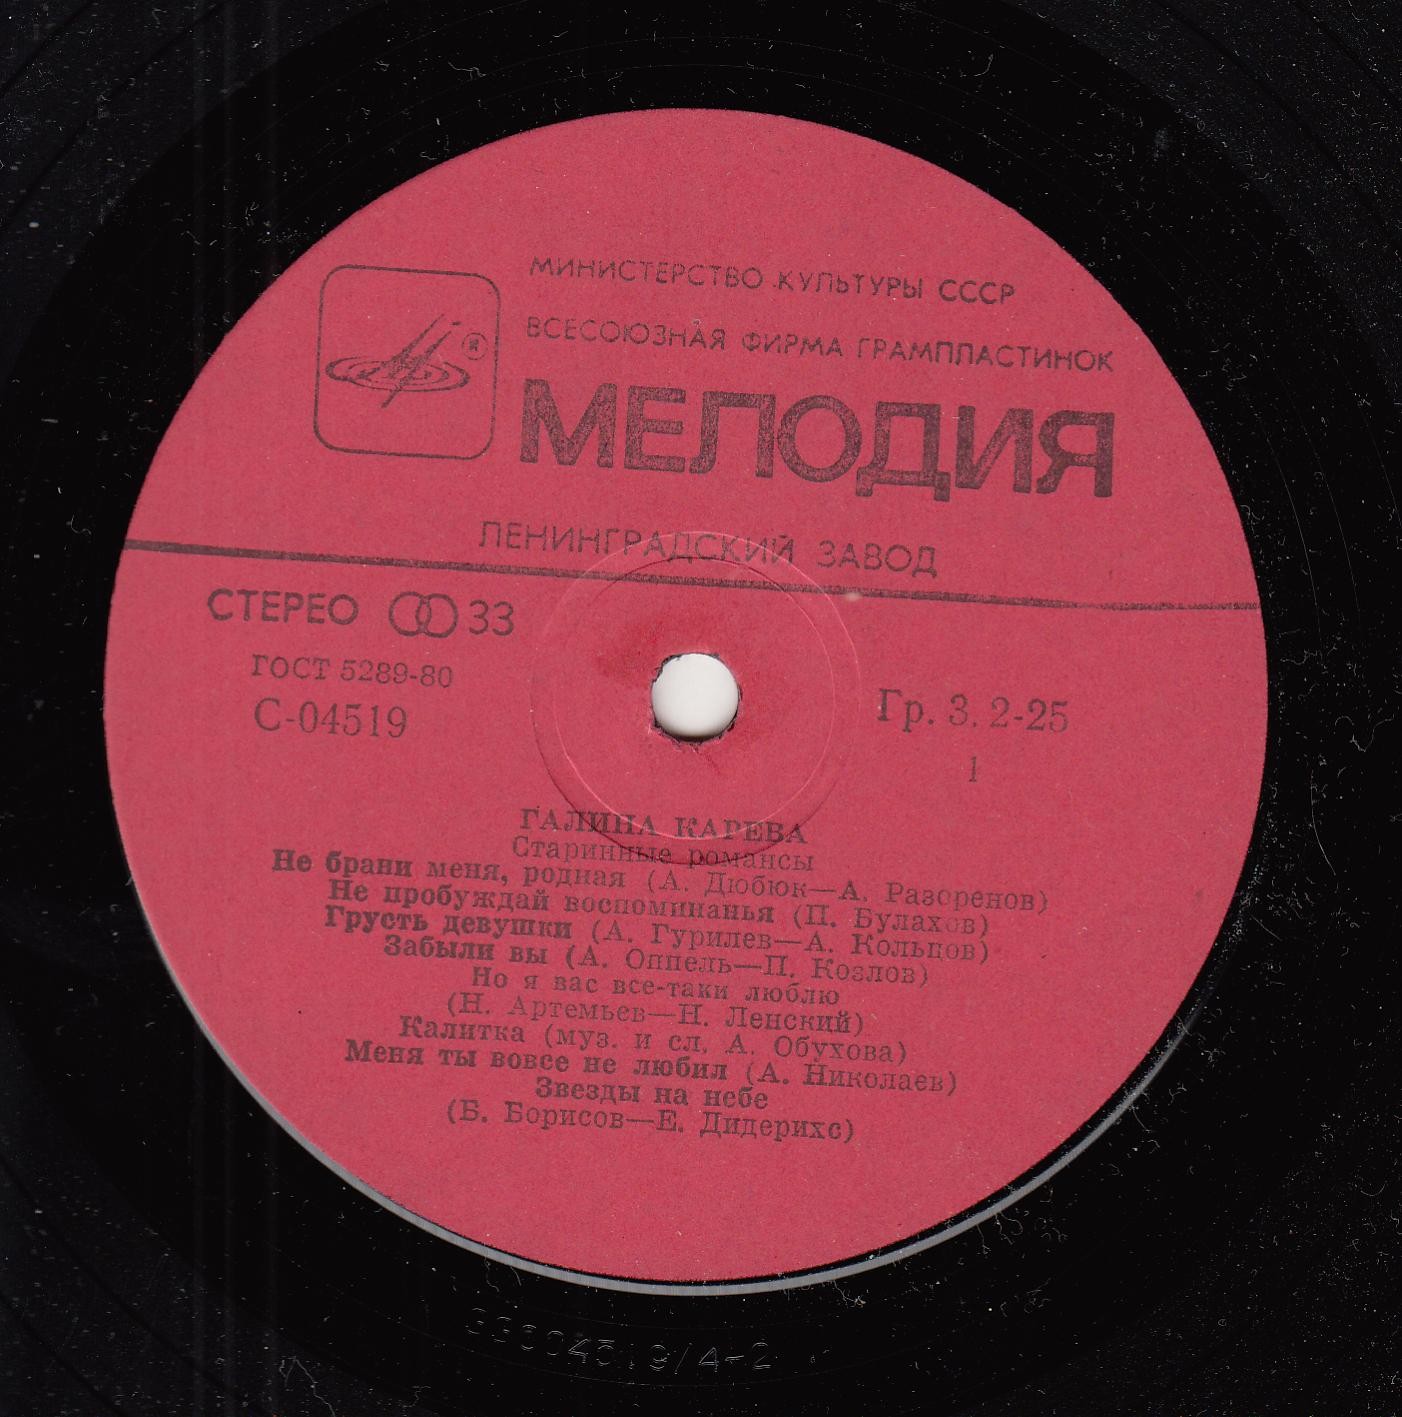 МИНИСТЕРСТВО КУЛЬТУРЫ СССР
ВСЕСОЮЗНАЯ ФИРМА ГРАМПЛАСТИНОК
МЕЛОДИЯ
ЛЕНИНГРАДСКИЙ ЗАВОД
СТЕРЕО 33
ГОСТ 5289-80
С-04519
Гр. 3. 2-25
1
ГАЛИНА КАРЕВА
Старинные романсы
Не брани меня, родная (А. Дюбюк—А. Разоренов)
Не пробуждай воспоминанья (П. Булахов)
Грусть девушки (А. Гурилев—А. Кольцов)
Забыли вы (А. Оппель—П. Козлов)
Но я вас все-таки люблю
(Н. Артемьев—Н. Ленский)
Калитка (муз. и сл. А. Обухова)
Меня ты вовсе не любил (А. Николаев)
Звезды на небе
(Б. Борисов—Е. Дидерихс)